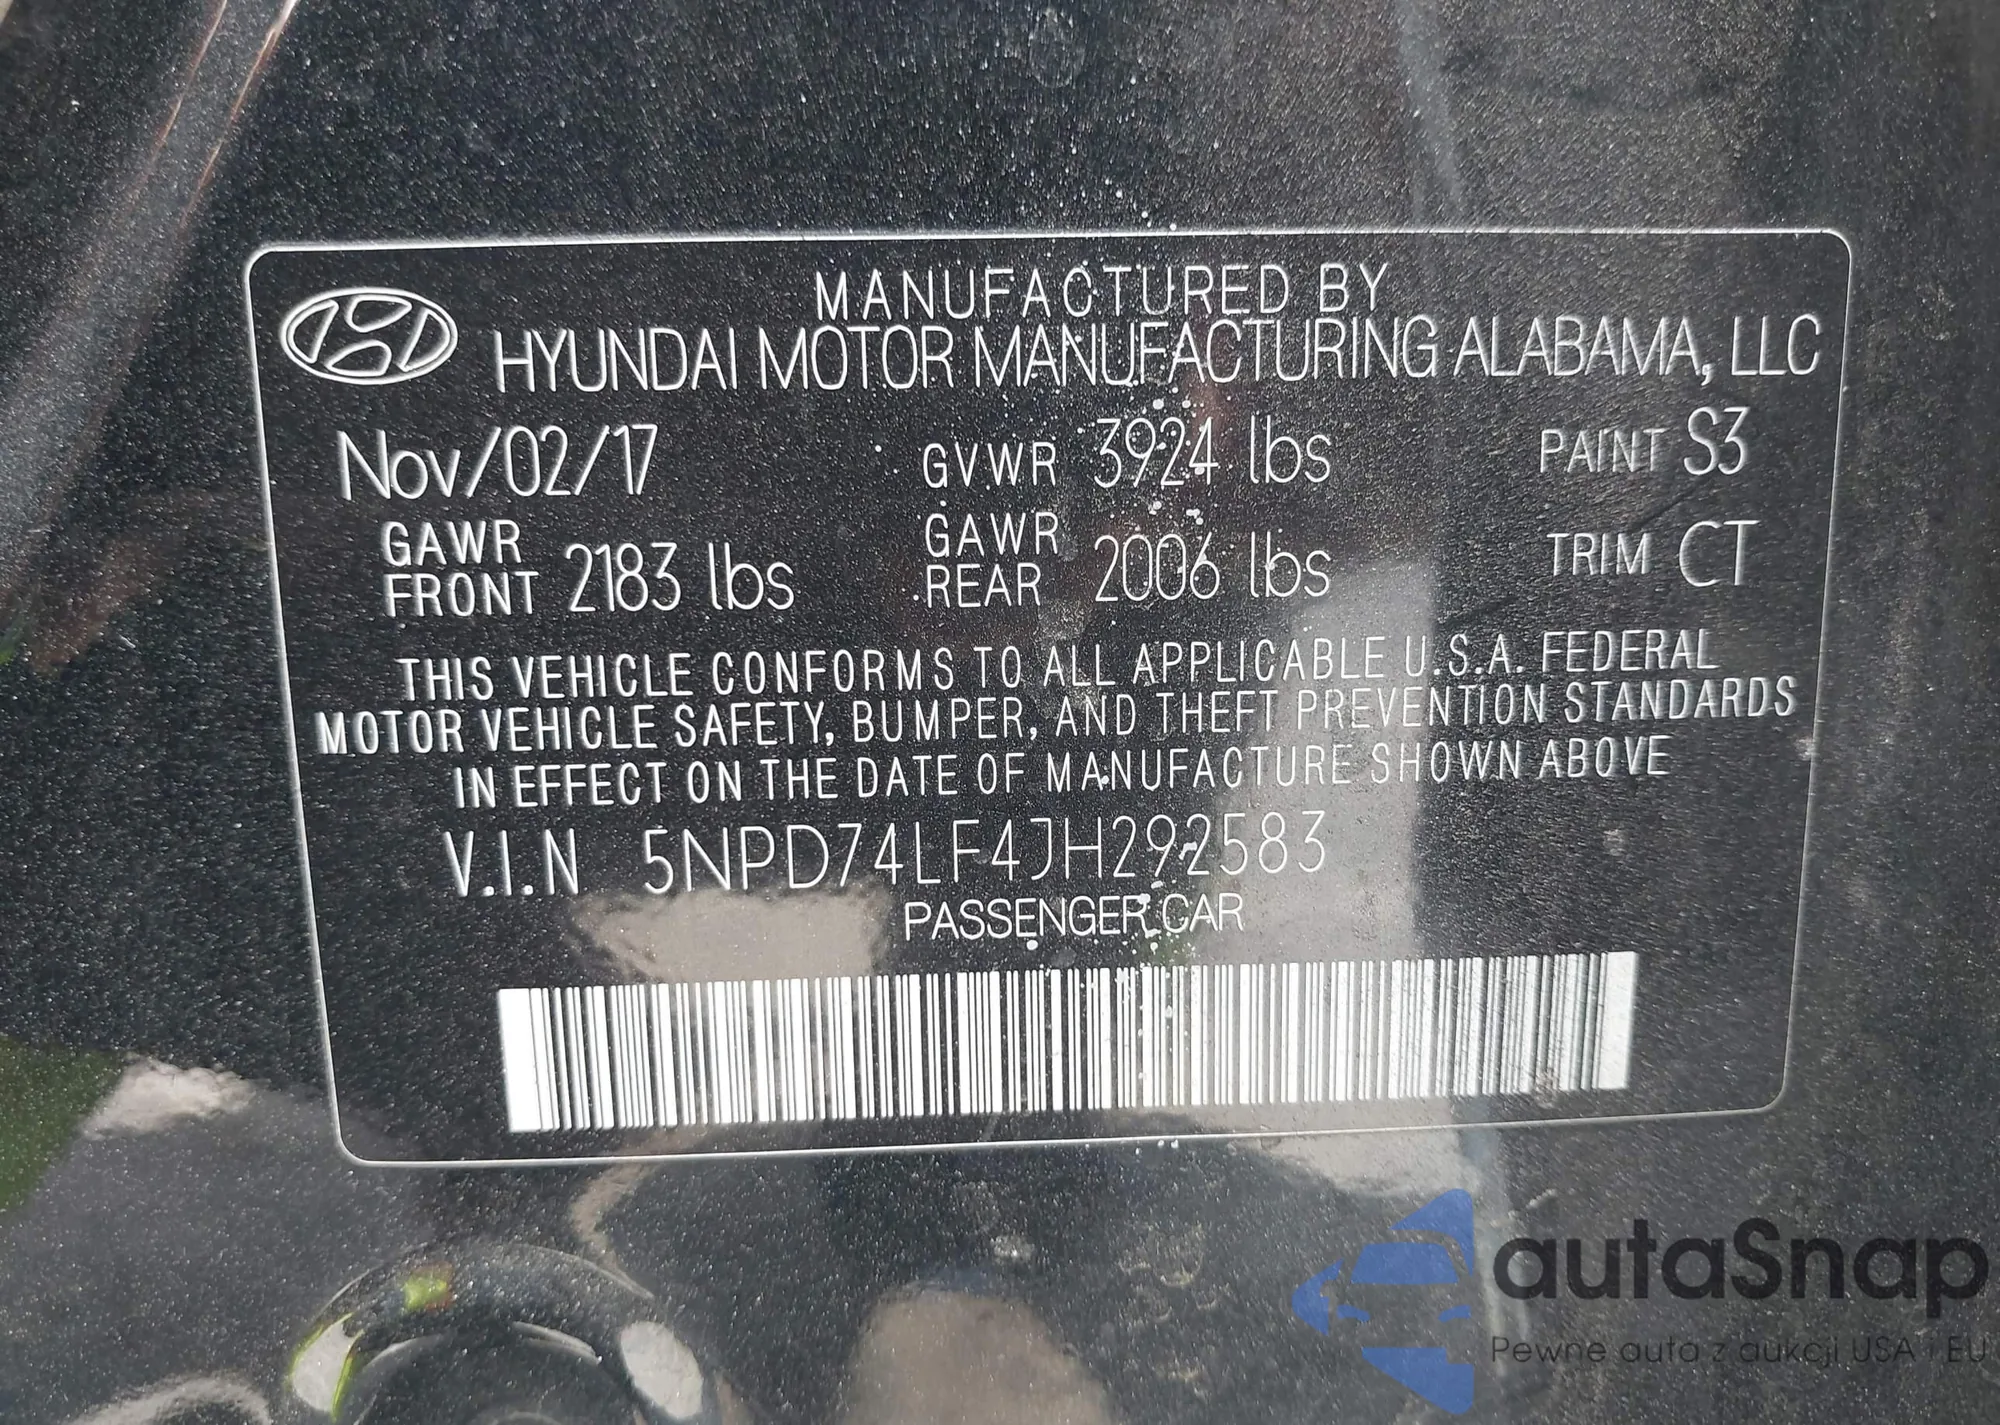 MANUFACTURED BY
HYUNDAI MOTOR MANUFACTURING ALABAMA, LLC
Nov/02/17 GVWR 3924 lbs PAINT S3
GAWR FRONT 2183 lbs GAWR REAR 2006 lbs TRIM CT
THIS VEHICLE CONFORMS TO ALL APPLICABLE U.S.A. FEDERAL
MOTOR VEHICLE SAFETY, BUMPER, AND THEFT PREVENTION STANDARDS
IN EFFECT ON THE DATE OF MANUFACTURE SHOWN ABOVE
V.I.N 5NPD74LF4JH292583
PASSENGER CAR
autaSnap
Pewne auta z aukcji USA i EU